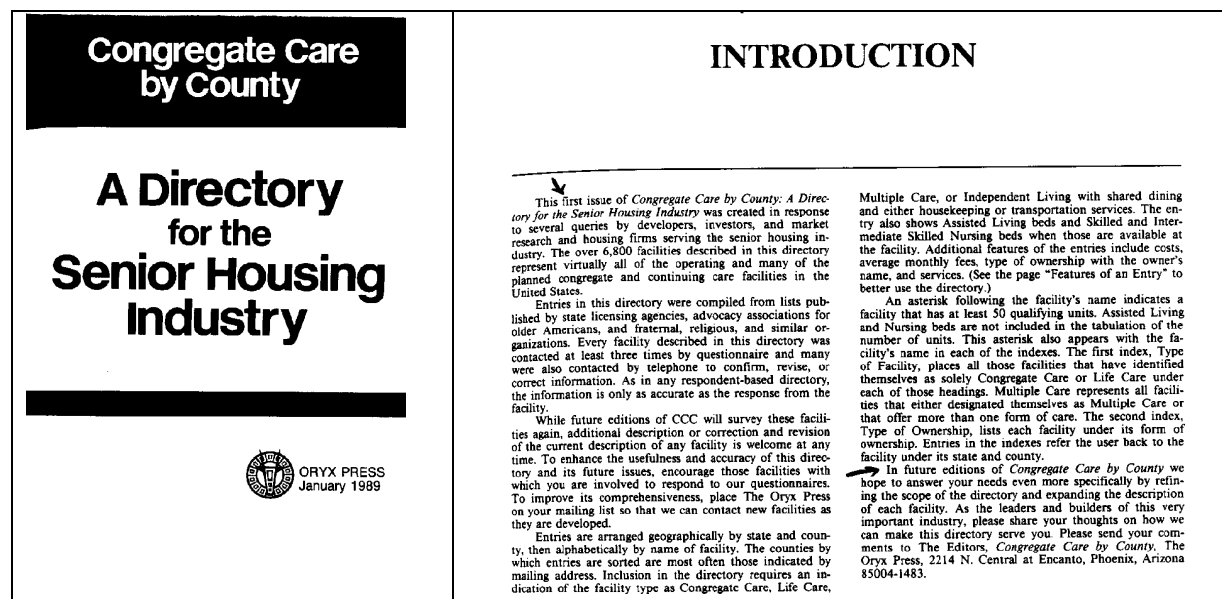 Congregate Care
by County
A Directory
for the
Senior Housing
Industry
ORYX PRESS
January 1989
INTRODUCTION
This first issue of Congregate Care by County: A Direc-
tory for the Senior Housing Industry was created in response
to several queries by developers, investors, and market
research and housing firms serving the senior housing in-
dustry. The over 6,800 facilities described in this directory
represent virtually all of the operating and many of the
planned congregate and continuing care facilities in the
United States.
Entries in this directory were compiled from lists pub-
lished by state licensing agencies, advocacy associations for
older Americans, and fraternal, religious, and similar or-
ganizations. Every facility described in this directory was
contacted at least three times by questionnaire and many
were also contacted by telephone to confirm, revise, or
correct information. As in any respondent-based directory,
the information is only as accurate as the response from the
facility.
While future editions of CCC will survey these facili-
ties again, additional description or correction and revision
of the current description of any facility is welcome at any
time. To enhance the usefulness and accuracy of this direc-
tory and its future issues, encourage those facilities with
which you are involved to respond to our questionnaires.
To improve its comprehensiveness, place The Oryx Press
on your mailing list so that we can contact new facilities as
they are developed.
Entries are arranged geographically by state and coun-
ty, then alphabetically by name of facility. The counties by
which entries are sorted are most often those indicated by
mailing address. Inclusion in the directory requires an in-
dication of the facility type as Congregate Care, Life Care,
Multiple Care, or Independent Living with shared dining
and either housekeeping or transportation services. The en-
try also shows Assisted Living beds and Skilled and Inter-
mediate Skilled Nursing beds when those are available at
the facility. Additional features of the entries include costs,
average monthly fees, type of ownership with the owner's
name, and services. (See the page "Features of an Entry" to
better use the directory.)
An asterisk following the facility's name indicates a
facility that has at least 50 qualifying units. Assisted Living
and Nursing beds are not included in the tabulation of the
number of units. This asterisk also appears with the fa-
cility's name in each of the indexes. The first index, Type
of Facility, places all those facilities that have identified
themselves as solely Congregate Care or Life Care under
each of those headings. Multiple Care represents all facili-
ties that either designated themselves as Multiple Care or
that offer more than one form of care. The second index,
Type of Ownership, lists each facility under its form of
ownership. Entries in the indexes refer the user back to the
facility under its state and county.
In future editions of Congregate Care by County we
hope to answer your needs even more specifically by refin-
ing the scope of the directory and expanding the description
of each facility. As the leaders and builders of this very
important industry, please share your thoughts on how we
can make this directory serve you. Please send your com-
ments to The Editors, Congregate Care by County, The
Oryx Press, 2214 N. Central at Encanto, Phoenix, Arizona
85004-1483.